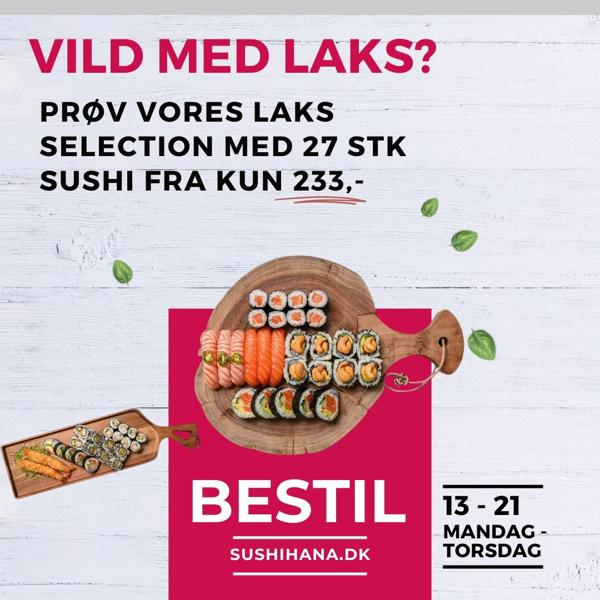 VILD MED LAKS?
PRØV VORES LAKS
SELECTION MED 27 STK
SUSHI FRA KUN 233,-
BESTIL
SUSHIHANA.DK
13 - 21
MANDAG -
TORSDAG